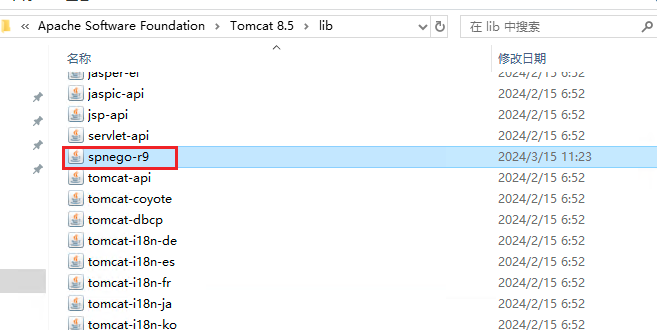 « Apache Software Foundation › Tomcat 8.5 › lib
在 lib 中搜索
名称 修改日期
jasper-el 2024/2/15 6:52
jaspic-api 2024/2/15 6:52
jsp-api 2024/2/15 6:52
servlet-api 2024/2/15 6:52
spnego-r9 2024/3/15 11:23
tomcat-api 2024/2/15 6:52
tomcat-coyote 2024/2/15 6:52
tomcat-dbcp 2024/2/15 6:52
tomcat-i18n-de 2024/2/15 6:52
tomcat-i18n-es 2024/2/15 6:52
tomcat-i18n-fr 2024/2/15 6:52
tomcat-i18n-ja 2024/2/15 6:52
tomcat-i18n-ko 2024/2/15 6:52